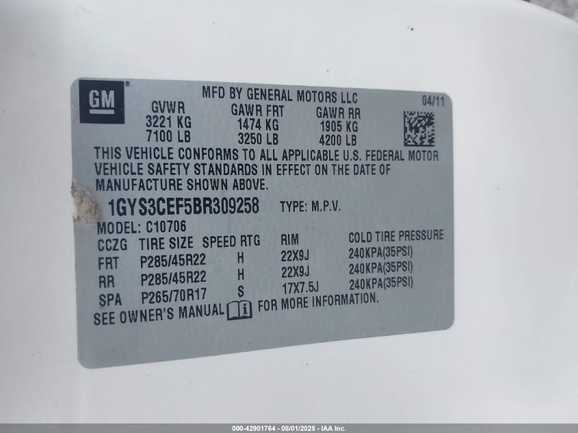 GM
MFD BY GENERAL MOTORS LLC 04/11
GVWR GAWR FRT GAWR RR
3221 KG 1474 KG 1905 KG
7100 LB 3250 LB 4200 LB
THIS VEHICLE CONFORMS TO ALL APPLICABLE U.S. FEDERAL MOTOR
VEHICLE SAFETY STANDARDS IN EFFECT ON THE DATE OF
MANUFACTURE SHOWN ABOVE.
1GYS3CEF5BR309258 TYPE: M.P.V.
MODEL: C10706
CCZG TIRE SIZE SPEED RTG RIM COLD TIRE PRESSURE
FRT P285/45R22 H 22X9J 240KPA(35PSI)
RR P285/45R22 H 22X9J 240KPA(35PSI)
SPA P265/70R17 S 17X7.5J 240KPA(35PSI)
SEE OWNER'S MANUAL i FOR MORE INFORMATION.
000-42901764 - 08/01/2025 - IAA Inc.